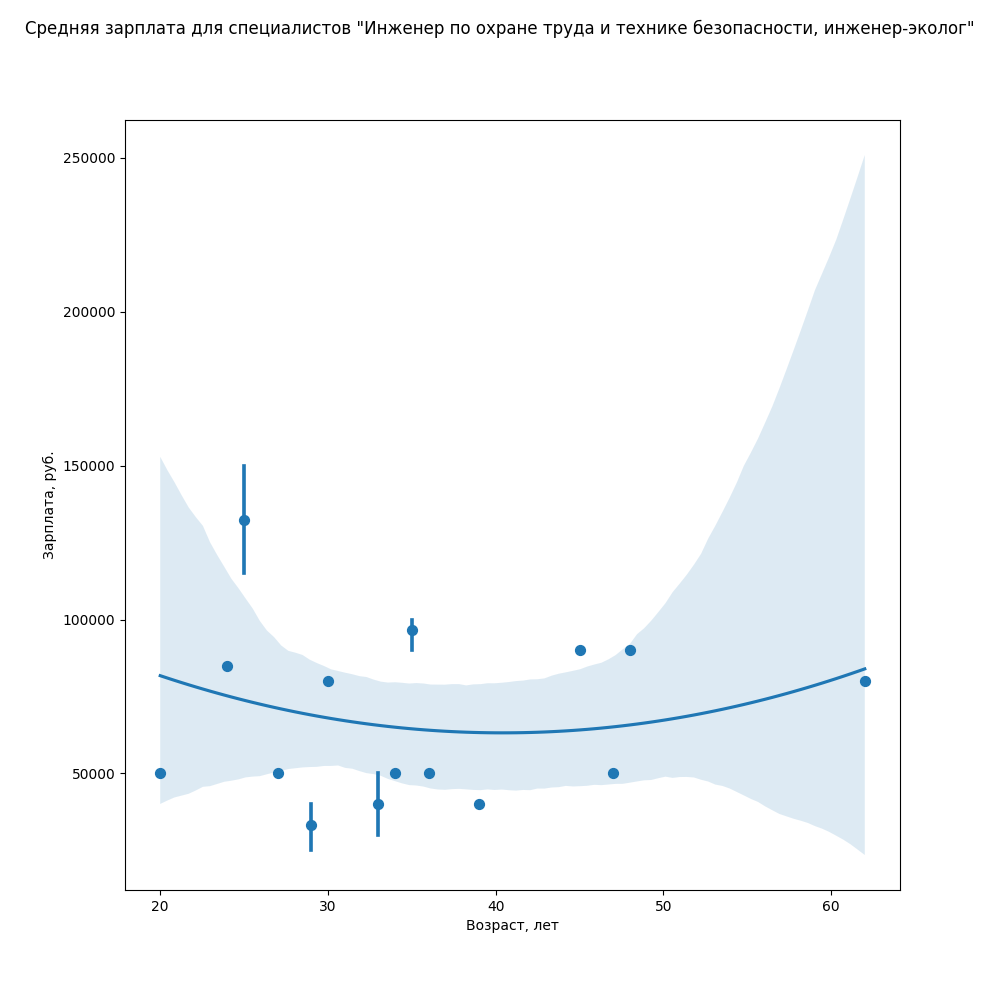 Средняя зарплата для специалистов "Инженер по охране труда и технике безопасности, инженер-эколог"
250000
200000
150000
100000
50000
Зарплата, руб.
20 30 40 50 60
Возраст, лет